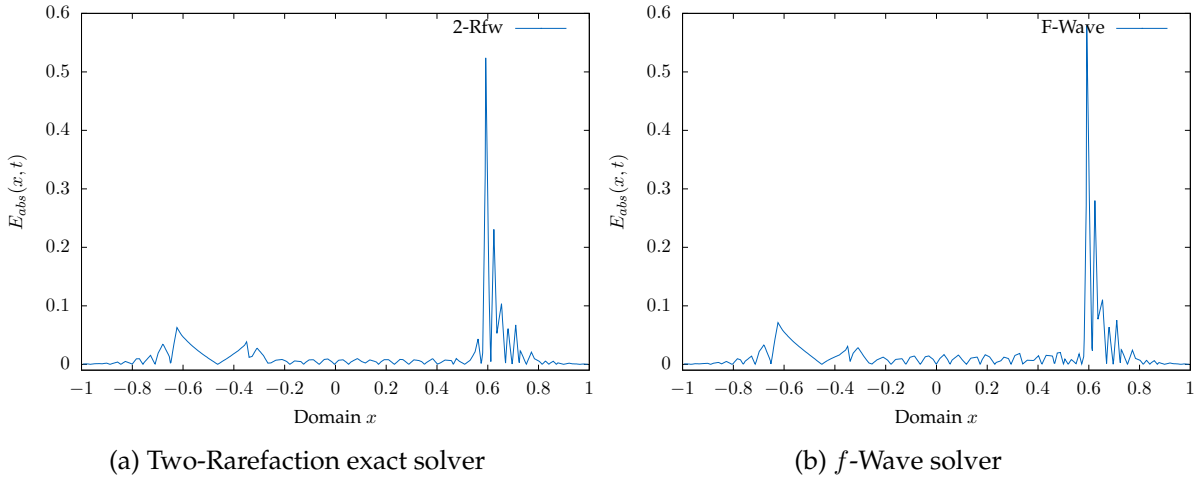 0.6
0.5
0.4
0.3
0.2
0.1
0
−1 −0.8 −0.6 −0.4 −0.2 0 0.2 0.4 0.6 0.8 1
E_{abs}(x, t)
Domain x
2-Rfw
(a) Two-Rarefaction exact solver
0.6
0.5
0.4
0.3
0.2
0.1
0
−1 −0.8 −0.6 −0.4 −0.2 0 0.2 0.4 0.6 0.8 1
E_{abs}(x, t)
Domain x
F-Wave
(b) f-Wave solver